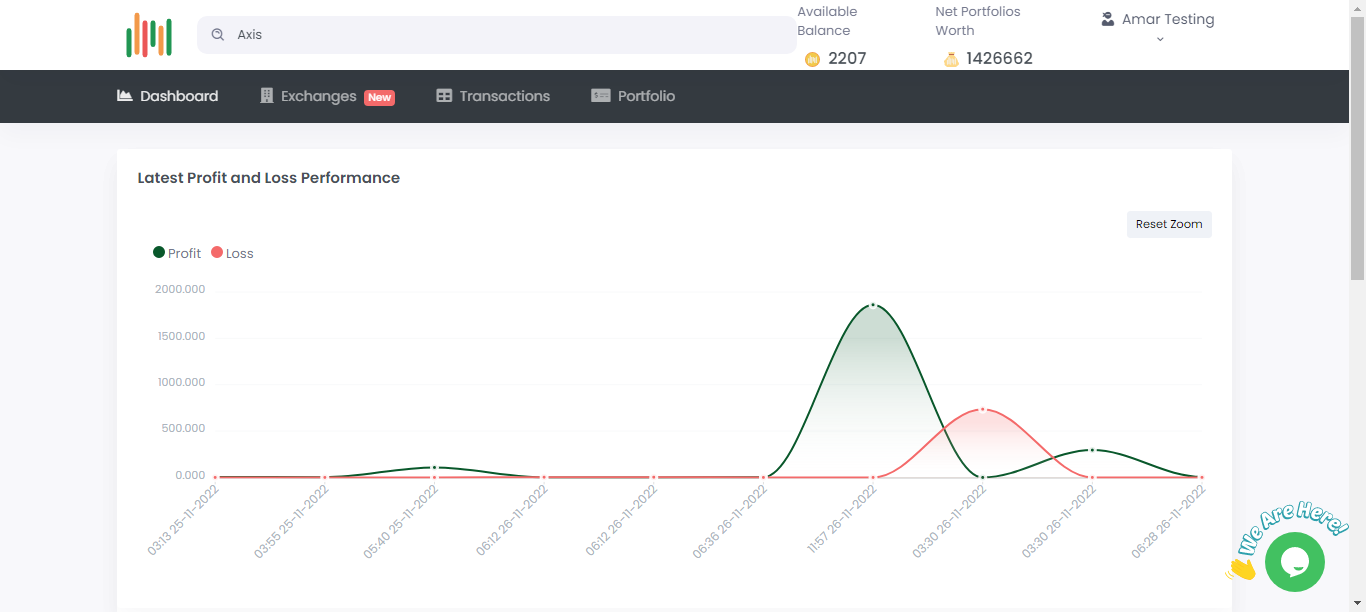 Axis
Available
Balance
2207
Net Portfolios
Worth
1426662
Amar Testing
Dashboard
Exchanges New
Transactions
Portfolio
Latest Profit and Loss Performance
Reset Zoom
Profit Loss
2000.000
1500.000
1000.000
500.000
0.000
03:13 25-11-2022
03:55 25-11-2022
05:40 25-11-2022
06:12 26-11-2022
06:12 26-11-2022
06:36 26-11-2022
11:57 26-11-2022
03:30 26-11-2022
03:30 26-11-2022
06:28 26-11-2022
We Are Here!